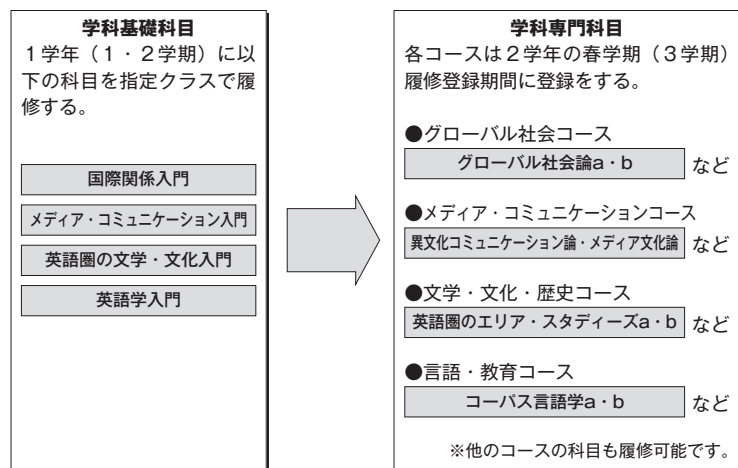 学科基礎科目
1学年（1・2学期）に以
下の科目を指定クラスで履
修する。
国際関係入門
メディア・コミュニケーション入門
英語圏の文学・文化入門
英語学入門
学科専門科目
各コースは2学年の春学期（3学期）
履修登録期間に登録をする。
●グローバル社会コース
グローバル社会論a・b など
●メディア・コミュニケーションコース
異文化コミュニケーション論・メディア文化論 など
●文学・文化・歴史コース
英語圏のエリア・スタディーズa・b など
●言語・教育コース
コーパス言語学a・b など
※他のコースの科目も履修可能です。